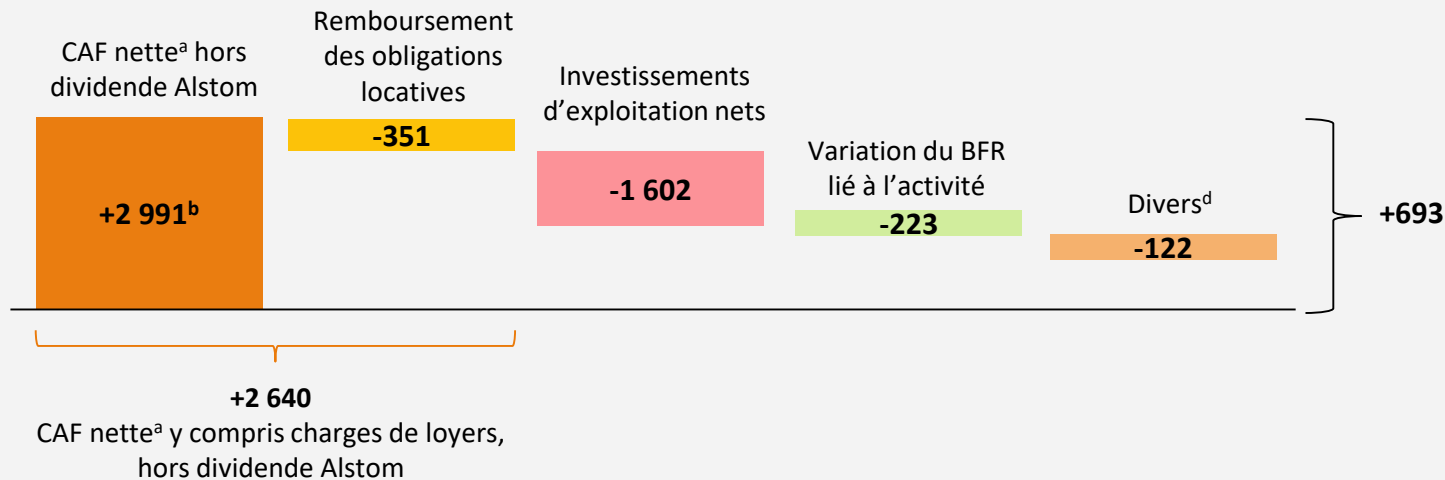 CAF netteᵃ hors
dividende Alstom
+2 991ᵇ
Remboursement
des obligations
locatives
-351
Investissements
d’exploitation nets
-1 602
Variation du BFR
lié à l’activité
-223
Diversᵈ
-122
+693
+2 640
CAF netteᵃ y compris charges de loyers,
hors dividende Alstom